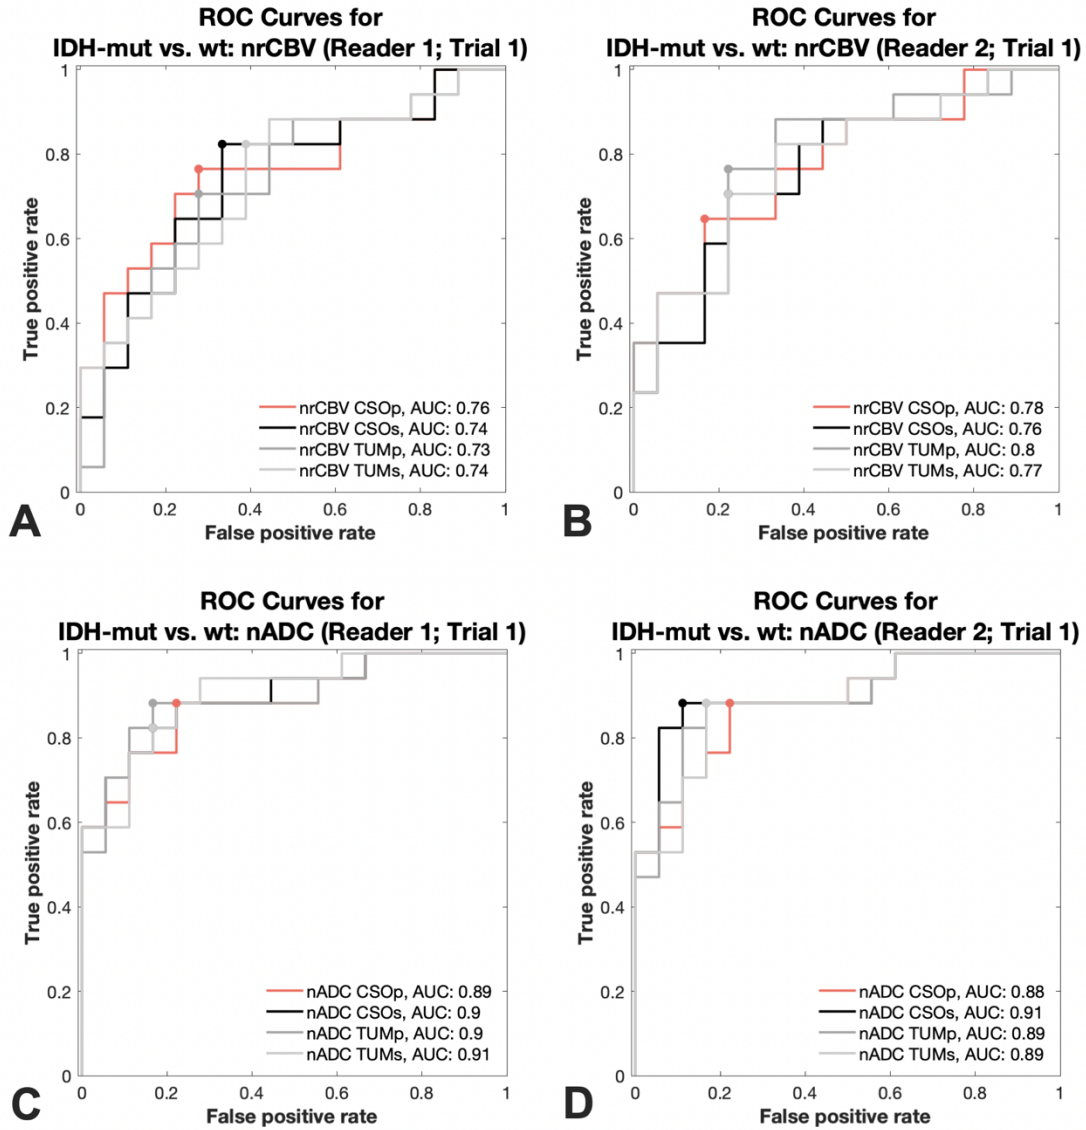 ROC Curves for
IDH-mut vs. wt: nrCBV (Reader 1; Trial 1)
1
0.8
0.6
0.4
0.2
0
True positive rate
nrCBV CSOp, AUC: 0.76
nrCBV CSOs, AUC: 0.74
nrCBV TUMp, AUC: 0.73
nrCBV TUMs, AUC: 0.74
0 0.2 0.4 0.6 0.8 1
False positive rate
A
ROC Curves for
IDH-mut vs. wt: nrCBV (Reader 2; Trial 1)
1
0.8
0.6
0.4
0.2
0
True positive rate
nrCBV CSOp, AUC: 0.78
nrCBV CSOs, AUC: 0.76
nrCBV TUMp, AUC: 0.8
nrCBV TUMs, AUC: 0.77
0 0.2 0.4 0.6 0.8 1
False positive rate
B
ROC Curves for
IDH-mut vs. wt: nADC (Reader 1; Trial 1)
1
0.8
0.6
0.4
0.2
0
True positive rate
nADC CSOp, AUC: 0.89
nADC CSOs, AUC: 0.9
nADC TUMp, AUC: 0.9
nADC TUMs, AUC: 0.91
0 0.2 0.4 0.6 0.8 1
False positive rate
C
ROC Curves for
IDH-mut vs. wt: nADC (Reader 2; Trial 1)
1
0.8
0.6
0.4
0.2
0
True positive rate
nADC CSOp, AUC: 0.88
nADC CSOs, AUC: 0.91
nADC TUMp, AUC: 0.89
nADC TUMs, AUC: 0.89
0 0.2 0.4 0.6 0.8 1
False positive rate
D